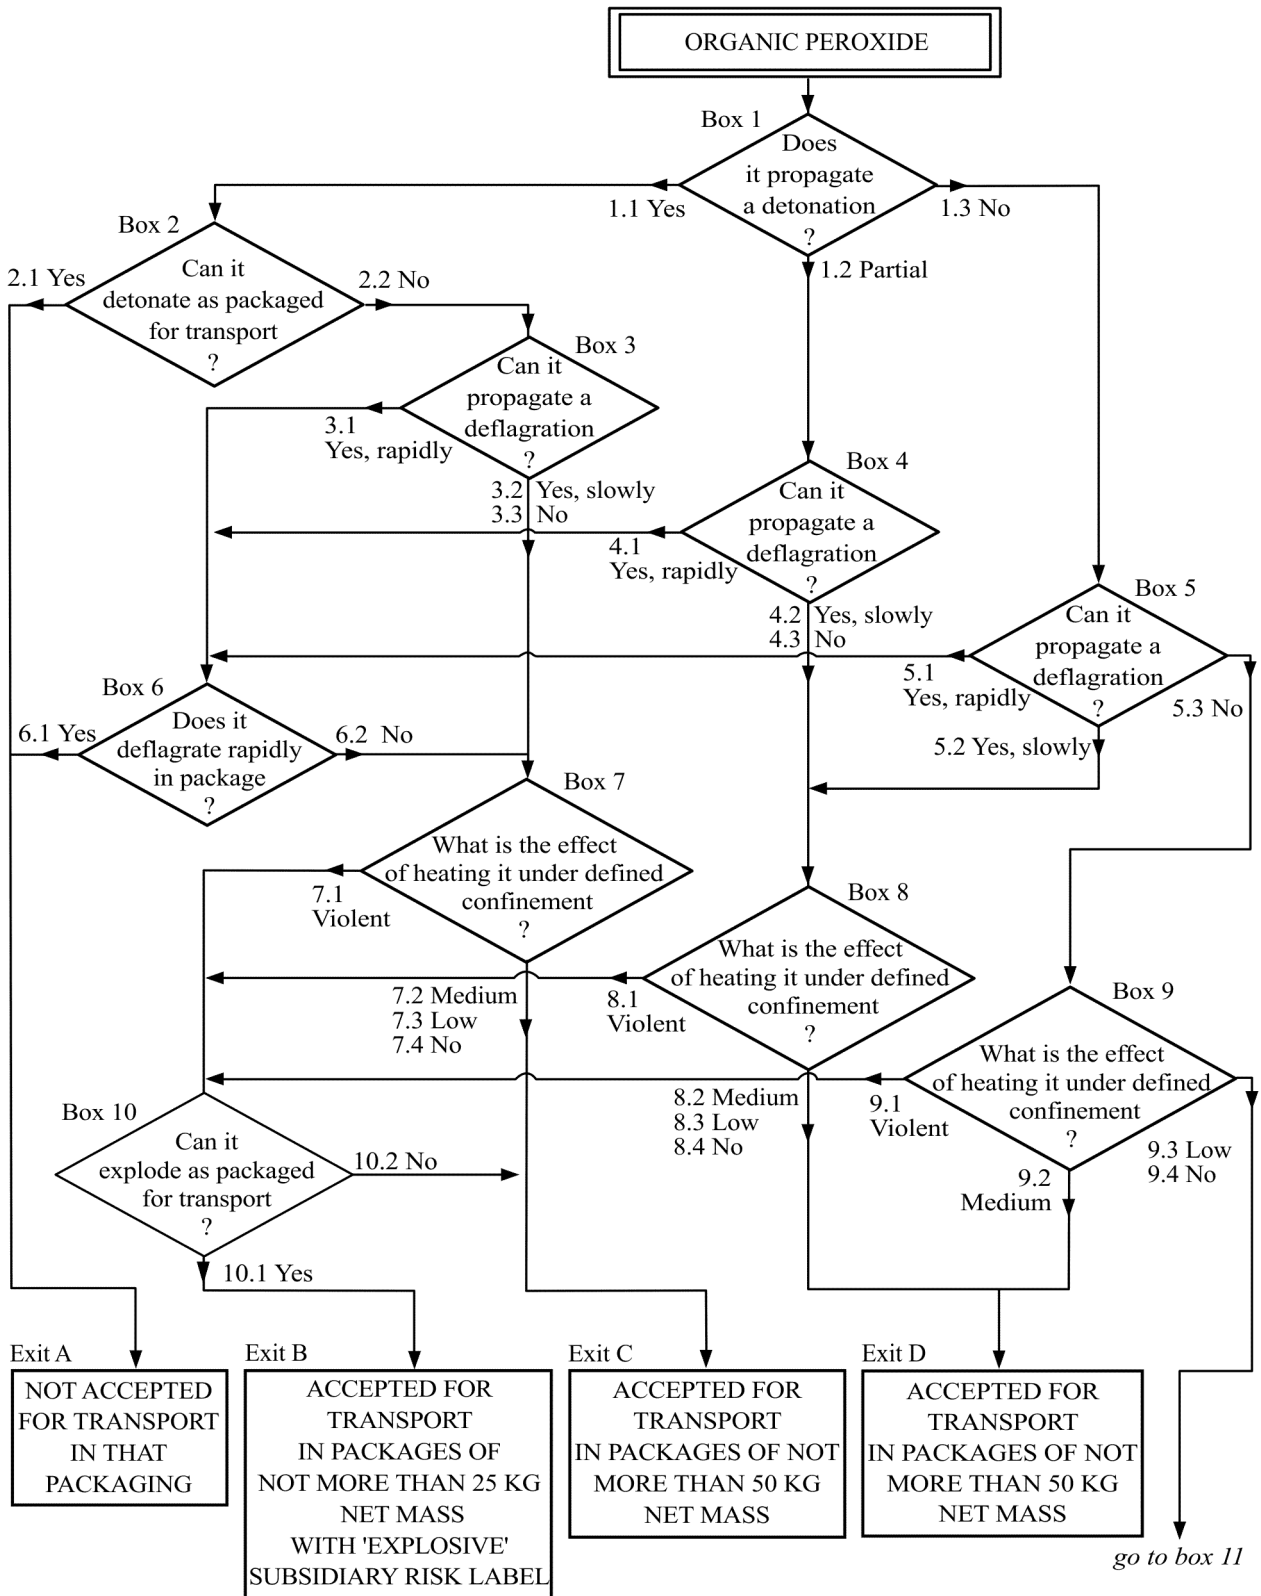 ORGANIC PEROXIDE
Box 1
Does
it propagate
a detonation
?
1.1 Yes
1.3 No
1.2 Partial
Box 2
Can it
detonate as packaged
for transport
?
2.1 Yes
2.2 No
Box 3
Can it
propagate a
deflagration
?
3.1
Yes, rapidly
3.2 Yes, slowly
3.3 No
Box 4
Can it
propagate a
deflagration
?
4.1
Yes, rapidly
4.2 Yes, slowly
4.3 No
Box 5
Can it
propagate a
deflagration
?
5.1
Yes, rapidly
5.3 No
5.2 Yes, slowly
Box 6
Does it
deflagrate rapidly
in package
?
6.1 Yes
6.2 No
Box 7
What is the effect
of heating it under defined
confinement
?
7.1
Violent
7.2 Medium
7.3 Low
7.4 No
Box 8
What is the effect
of heating it under defined
confinement
?
8.1
Violent
8.2 Medium
8.3 Low
8.4 No
Box 9
What is the effect
of heating it under defined
confinement
?
9.1
Violent
9.2
Medium
9.3 Low
9.4 No
Box 10
Can it
explode as packaged
for transport
?
10.2 No
10.1 Yes
Exit A
NOT ACCEPTED
FOR TRANSPORT
IN THAT
PACKAGING
Exit B
ACCEPTED FOR
TRANSPORT
IN PACKAGES OF
NOT MORE THAN 25 KG
NET MASS
WITH 'EXPLOSIVE'
SUBSIDIARY RISK LABEL
Exit C
ACCEPTED FOR
TRANSPORT
IN PACKAGES OF NOT
MORE THAN 50 KG
NET MASS
Exit D
ACCEPTED FOR
TRANSPORT
IN PACKAGES OF NOT
MORE THAN 50 KG
NET MASS
go to box 11